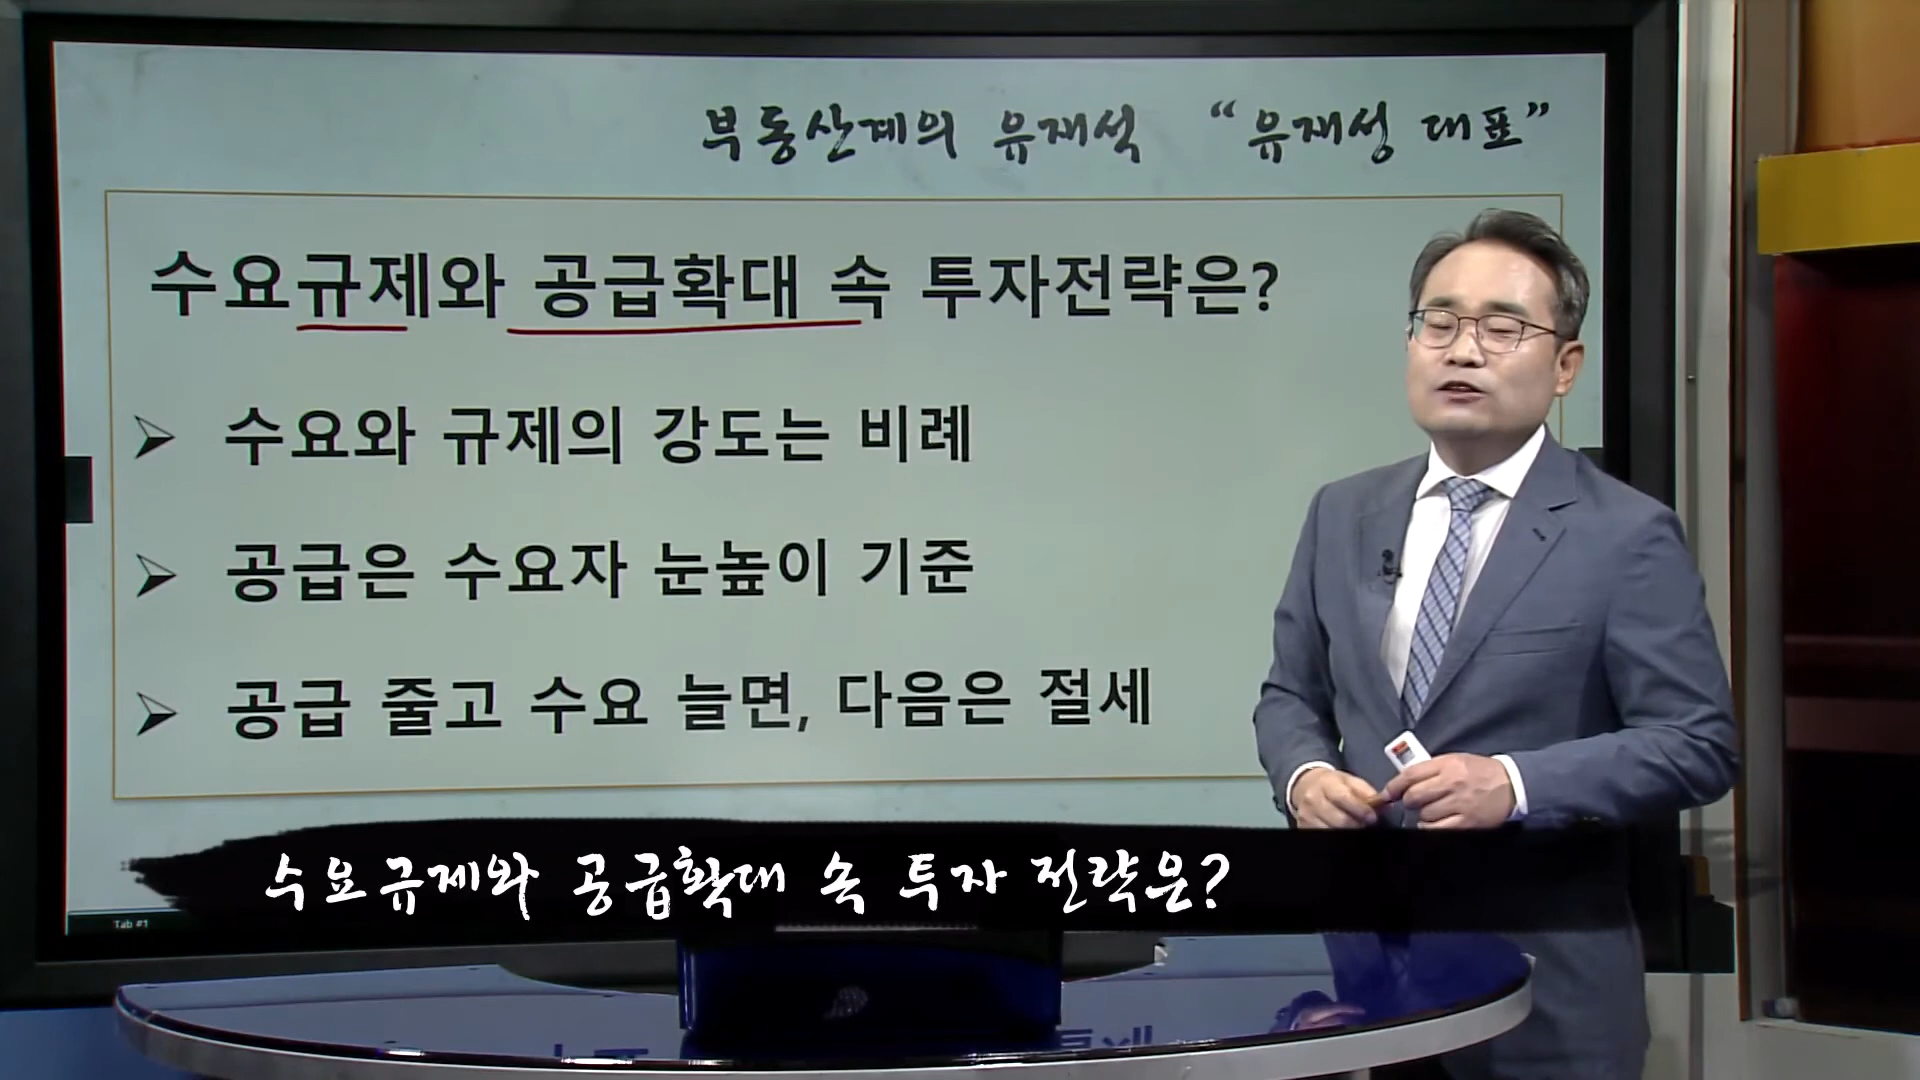 부동산계의 유재석 “유재성 대표”
수요규제와 공급확대 속 투자전략은?
➢ 수요와 규제의 강도는 비례
➢ 공급은 수요자 눈높이 기준
➢ 공급 줄고 수요 늘면, 다음은 절세
수요규제와 공급확대 속 투자 전략은?
Tab #1